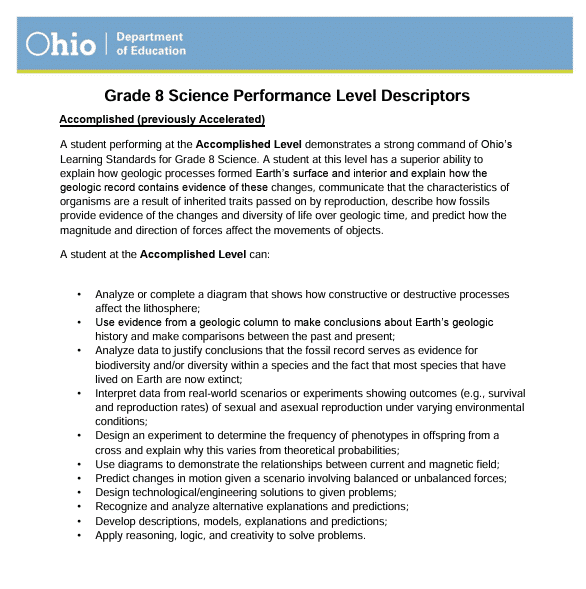 Ohio
Department
of Education
Grade 8 Science Performance Level Descriptors
Accomplished (previously Accelerated)
A student performing at the Accomplished Level demonstrates a strong command of Ohio's
Learning Standards for Grade 8 Science. A student at this level has a superior ability to
explain how geologic processes formed Earth's surface and interior and explain how the
geologic record contains evidence of these changes, communicate that the characteristics of
organisms are a result of inherited traits passed on by reproduction, describe how fossils
provide evidence of the changes and diversity of life over geologic time, and predict how the
magnitude and direction of forces affect the movements of objects.
A student at the Accomplished Level can:
• Analyze or complete a diagram that shows how constructive or destructive processes
affect the lithosphere;
• Use evidence from a geologic column to make conclusions about Earth's geologic
history and make comparisons between the past and present;
• Analyze data to justify conclusions that the fossil record serves as evidence for
biodiversity and/or diversity within a species and the fact that most species that have
lived on Earth are now extinct;
• Interpret data from real-world scenarios or experiments showing outcomes (e.g., survival
and reproduction rates) of sexual and asexual reproduction under varying environmental
conditions;
• Design an experiment to determine the frequency of phenotypes in offspring from a
cross and explain why this varies from theoretical probabilities;
• Use diagrams to demonstrate the relationships between current and magnetic field;
• Predict changes in motion given a scenario involving balanced or unbalanced forces;
• Design technological/engineering solutions to given problems;
• Recognize and analyze alternative explanations and predictions;
• Develop descriptions, models, explanations and predictions;
• Apply reasoning, logic, and creativity to solve problems.